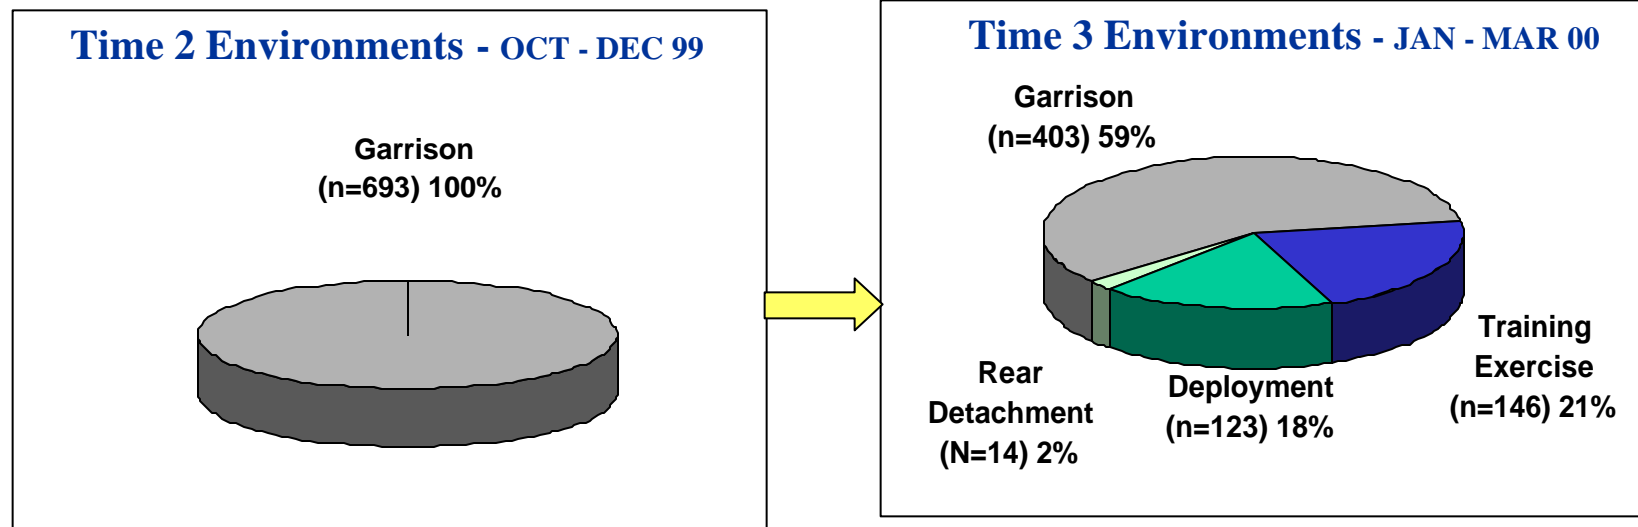 Time 2 Environments - OCT - DEC 99
Garrison
(n=693) 100%
Time 3 Environments - JAN - MAR 00
Garrison
(n=403) 59%
Training
Exercise
(n=146) 21%
Deployment
(n=123) 18%
Rear
Detachment
(N=14) 2%